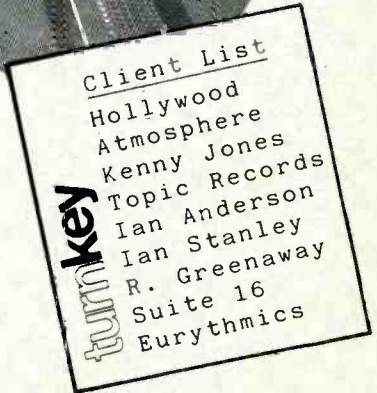 Client List
Hollywood
Atmosphere
Kenny Jones
Topic Records
Ian Anderson
Ian Stanley
R. Greenaway
Suite 16
Eurythmics
turnkey